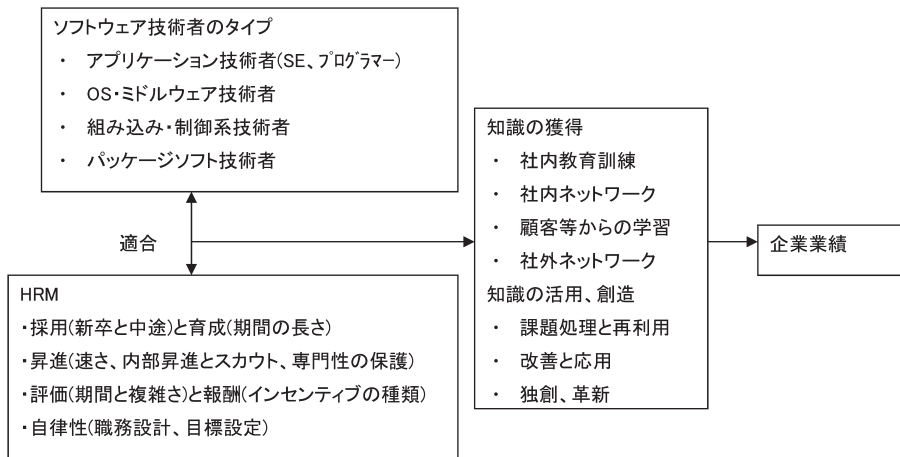 ソフトウェア技術者のタイプ
・ アプリケーション技術者(SE、ﾌﾟﾛｸﾞﾗﾏｰ)
・ OS・ミドルウェア技術者
・ 組み込み・制御系技術者
・ パッケージソフト技術者
適合
HRM
・採用(新卒と中途)と育成(期間の長さ)
・昇進(速さ、内部昇進とスカウト、専門性の保護)
・評価(期間と複雑さ)と報酬(インセンティブの種類)
・自律性(職務設計、目標設定)
知識の獲得
・ 社内教育訓練
・ 社内ネットワーク
・ 顧客等からの学習
・ 社外ネットワーク
知識の活用、創造
・ 課題処理と再利用
・ 改善と応用
・ 独創、革新
企業業績